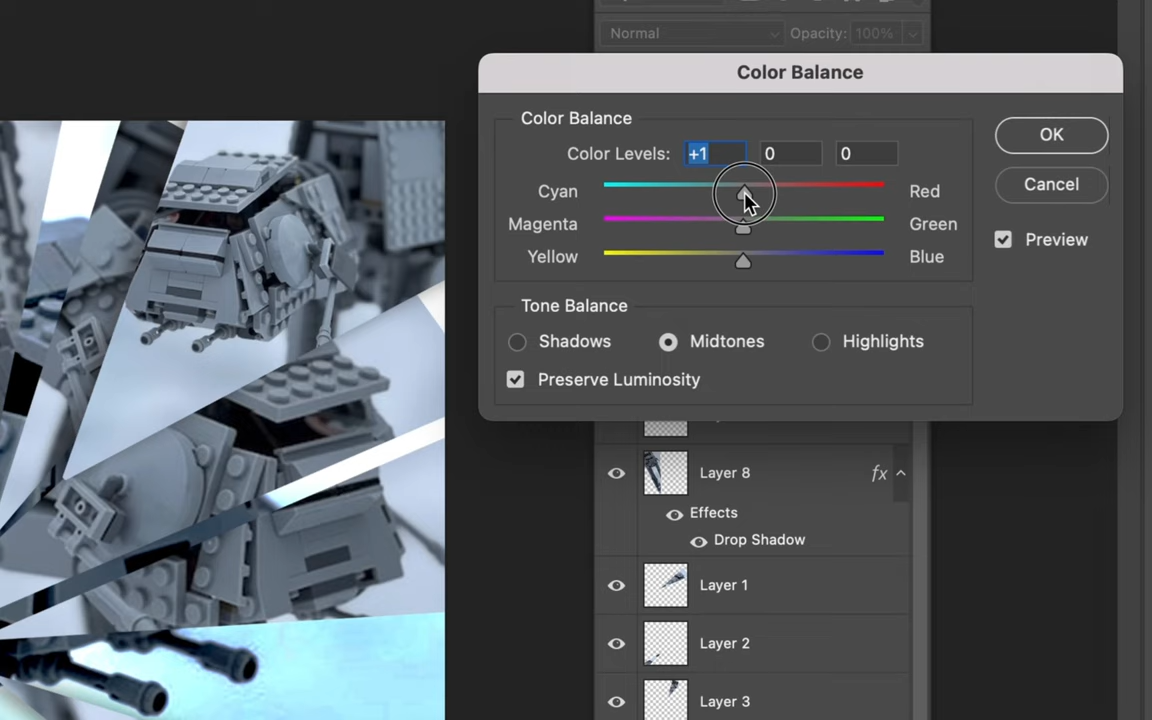 Normal Opacity: 100%
Color Balance
Color Balance
OK
Color Levels: +1 0 0
Cyan Red
Cancel
Magenta Green
Preview
Yellow Blue
Tone Balance
Shadows Midtones Highlights
Preserve Luminosity
Layer 8 fx
Effects
Drop Shadow
Layer 1
Layer 2
Layer 3